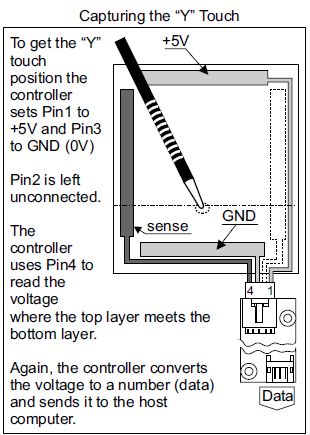 Capturing the “Y” Touch
To get the “Y”
touch
position the
controller
sets Pin1 to
+5V and Pin3
to GND (0V)
Pin2 is left
unconnected.
The
controller
uses Pin4 to
read the
voltage
where the top layer meets the
bottom layer.
Again, the controller converts
the voltage to a number (data)
and sends it to the host
computer.
+5V
sense
GND
4 1
Data